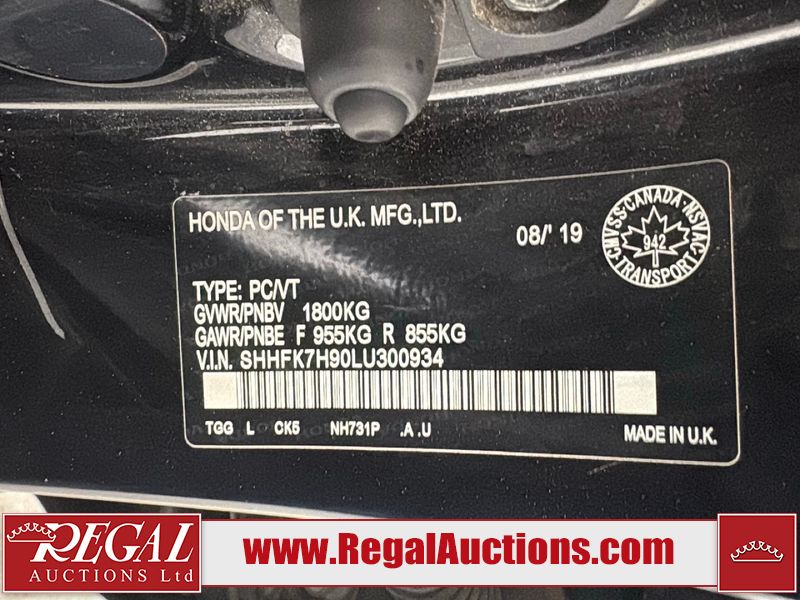 HONDA OF THE U.K. MFG.,LTD.
08/' 19
CMVSS·CANADA·NSVAC
942
TRANSPORT
TYPE: PC/VT
GVWR/PNBV 1800KG
GAWR/PNBE F 955KG R 855KG
V.I.N. SHHFK7H90LU300934
TGG L CK5 NH731P .A .U
MADE IN U.K.
REGAL
AUCTIONS Ltd
www.RegalAuctions.com